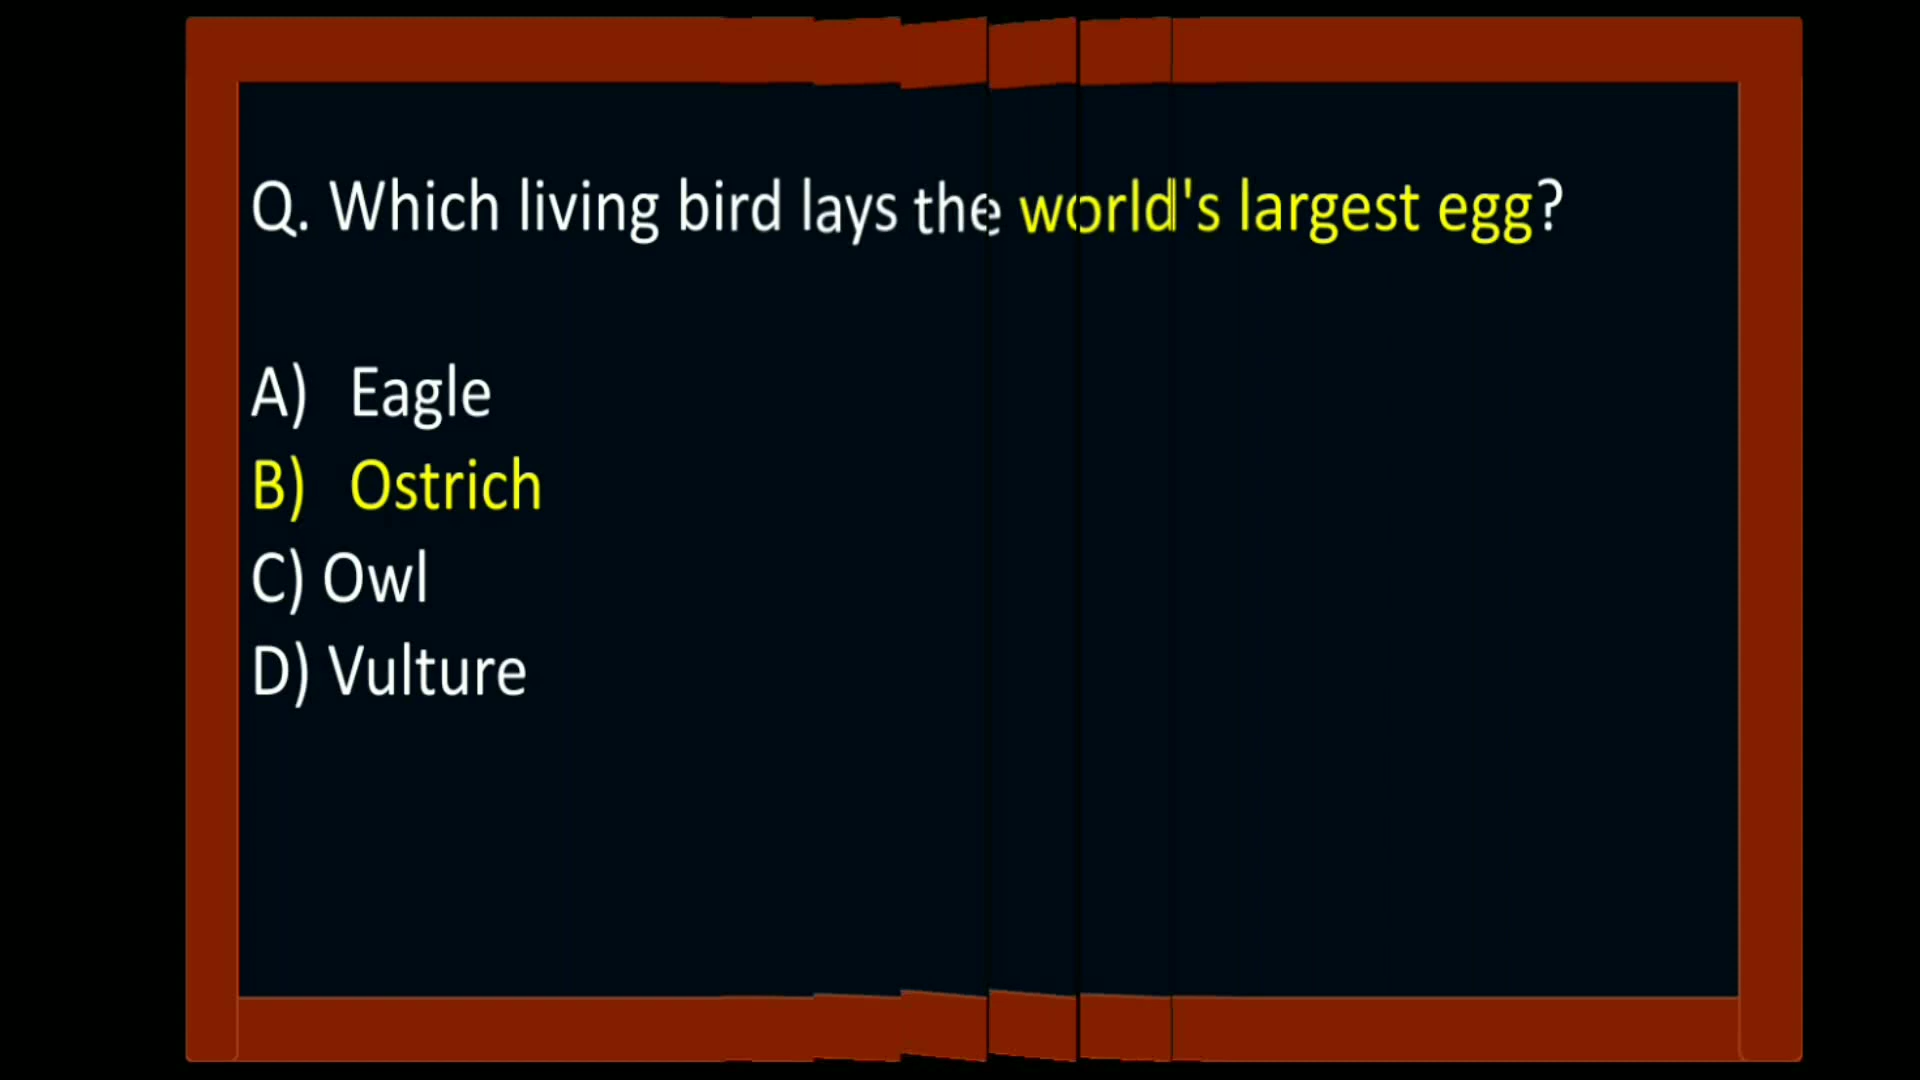 Q. Which living bird lays the world's largest egg?
A) Eagle
B) Ostrich
C) Owl
D) Vulture